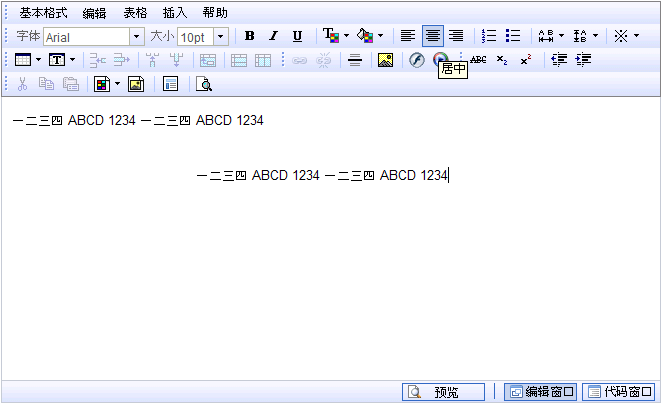 基本格式 编辑 表格 插入 帮助
字体 Arial 大小 10pt B I U T
T ABC x₂ x²
居中
一二三四 ABCD 1234 一二三四 ABCD 1234
一二三四 ABCD 1234 一二三四 ABCD 1234
预览 编辑窗口 代码窗口